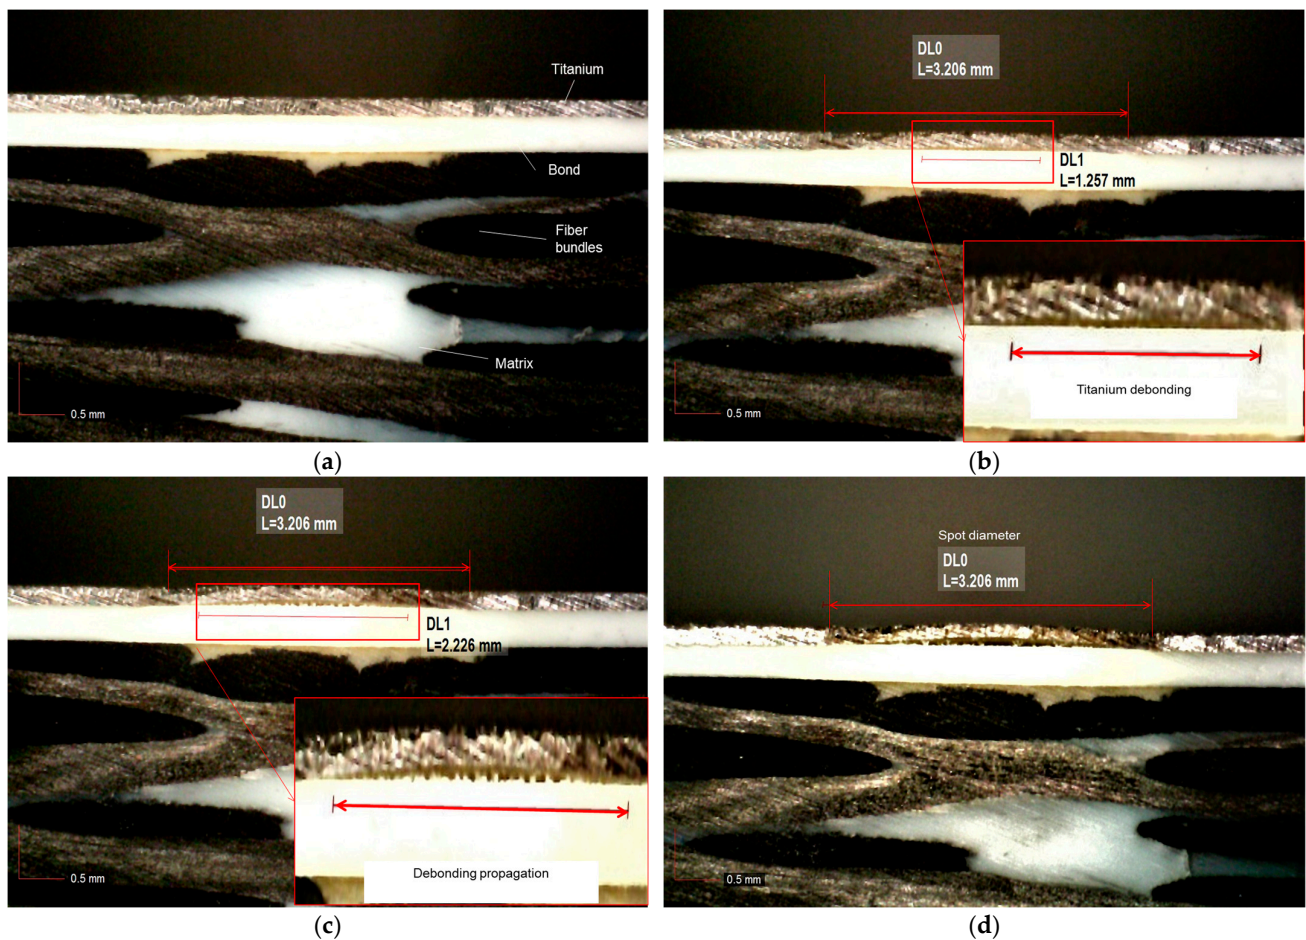 Titanium
Bond
Fiber
bundles
Matrix
0.5 mm
(a)
DL0
L=3.206 mm
DL1
L=1.257 mm
Titanium debonding
0.5 mm
(b)
DL0
L=3.206 mm
DL1
L=2.226 mm
Debonding propagation
0.5 mm
(c)
Spot diameter
DL0
L=3.206 mm
0.5 mm
(d)